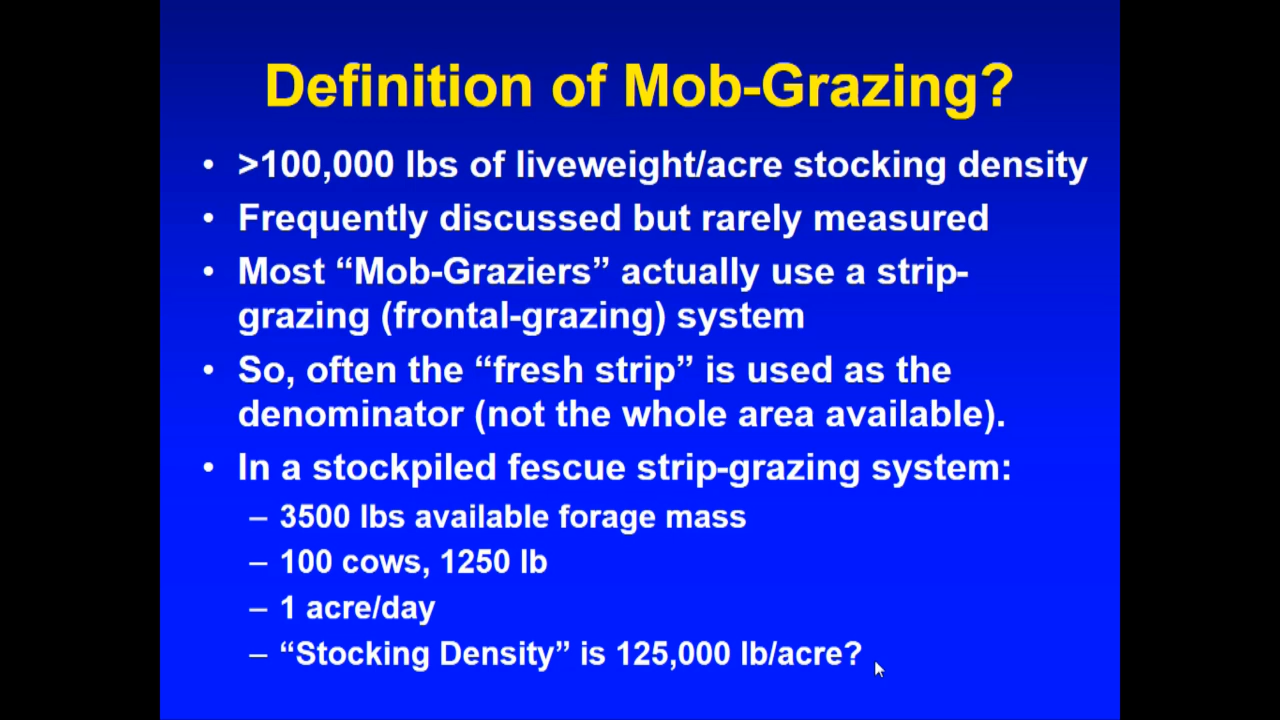 Definition of Mob-Grazing?
• >100,000 lbs of liveweight/acre stocking density
• Frequently discussed but rarely measured
• Most “Mob-Graziers” actually use a strip-
grazing (frontal-grazing) system
• So, often the “fresh strip” is used as the
denominator (not the whole area available).
• In a stockpiled fescue strip-grazing system:
– 3500 lbs available forage mass
– 100 cows, 1250 lb
– 1 acre/day
– “Stocking Density” is 125,000 lb/acre?